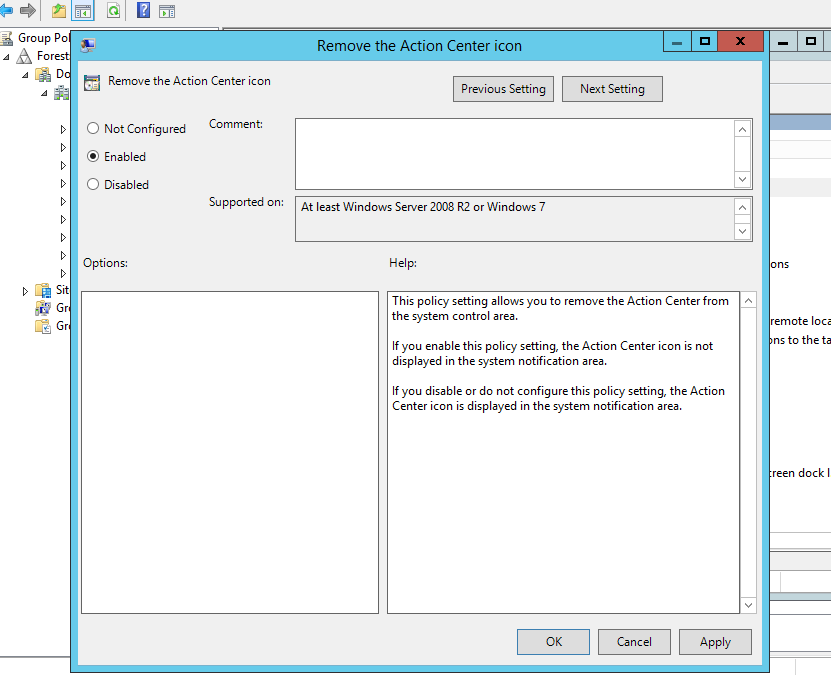 Remove the Action Center icon
Group Pol
Forest
Do
Sit
Gr
Gr
Remove the Action Center icon
Previous Setting
Next Setting
Not Configured
Enabled
Disabled
Comment:
Supported on:
At least Windows Server 2008 R2 or Windows 7
Options:
Help:
This policy setting allows you to remove the Action Center from
the system control area.
If you enable this policy setting, the Action Center icon is not
displayed in the system notification area.
If you disable or do not configure this policy setting, the Action
Center icon is displayed in the system notification area.
OK
Cancel
Apply
ons
remote loca
ons to the ta
creen dock l